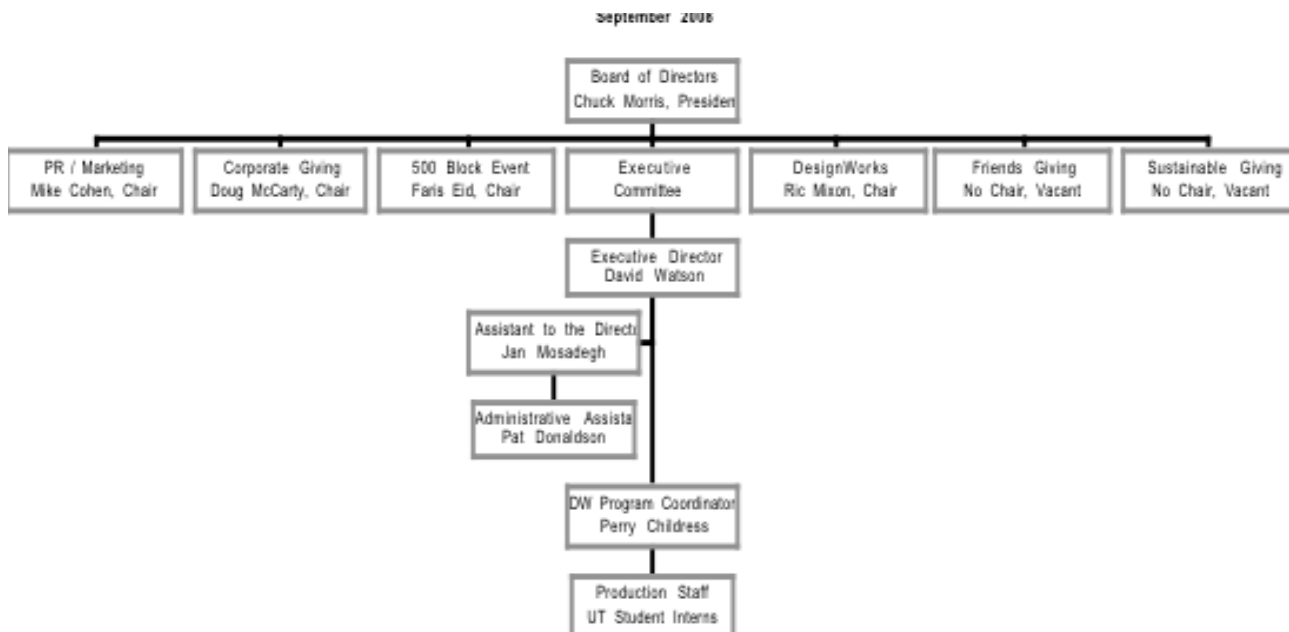 September 2008
Board of Directors
Chuck Morris, Presiden
PR / Marketing
Mike Cohen, Chair
Corporate Giving
Doug McCarty, Chair
500 Block Event
Faris Eid, Chair
Executive
Committee
DesignWorks
Ric Mixon, Chair
Friends Giving
No Chair, Vacant
Sustainable Giving
No Chair, Vacant
Executive Director
David Watson
Assistant to the Directo
Jan Mosadegh
Administrative Assista
Pat Donaldson
DW Program Coordinator
Perry Childress
Production Staff
UT Student Interns